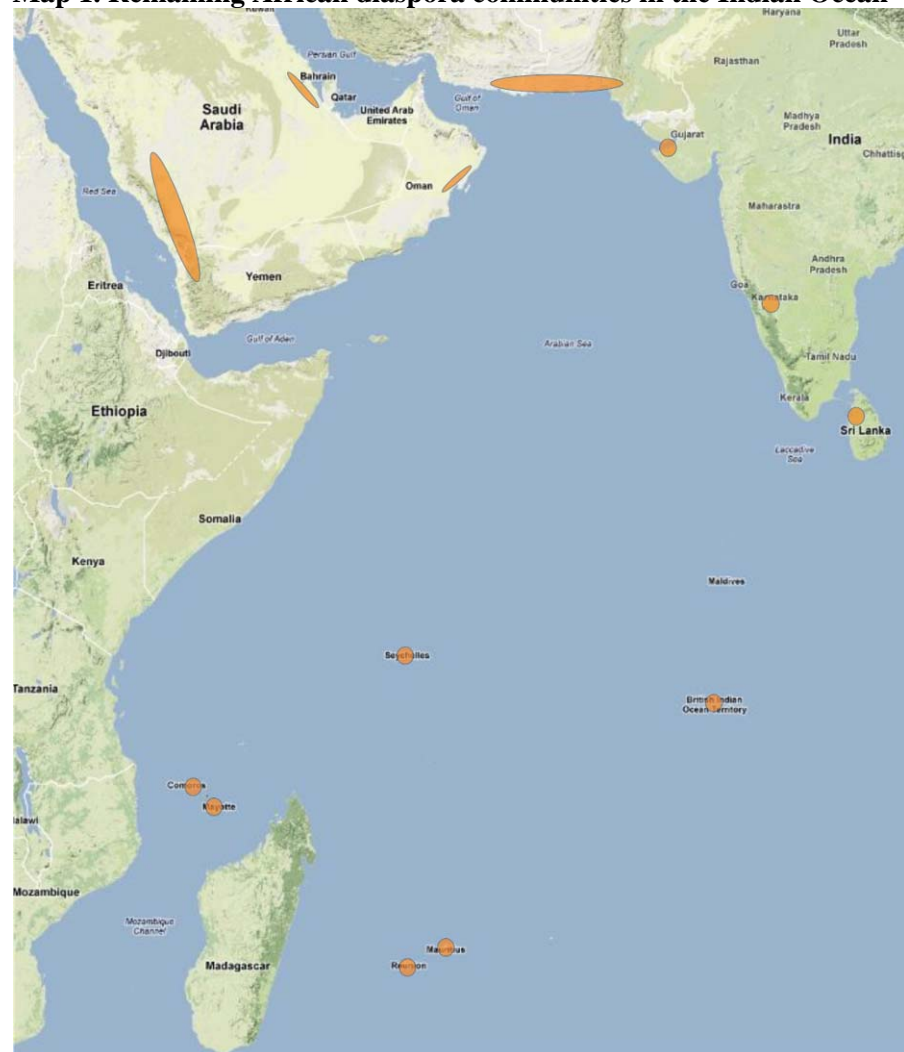 Map 1. Remaining African diaspora communities in the Indian Ocean
Haryana
Uttar
Pradesh
Persian Gulf
Rajasthan
Bahrain
Qatar
Gulf of
Oman
Saudi
Arabia
United Arab
Emirates
Madhya
Pradesh
Gujarat
India
Chhattisg
Red Sea
Oman
Maharastra
Andhra
Pradesh
Yemen
Eritrea
Goa
Karnataka
Gulf of Aden
Arabian Sea
Djibouti
Tamil Nadu
Ethiopia
Kerala
Sri Lanka
Laccadive
Sea
Somalia
Kenya
Maldives
Seychelles
Tanzania
British Indian
Ocean Territory
Comoros
Mayotte
alawi
Mozambique
Mozambique
Channel
Mauritius
Madagascar
Reunion